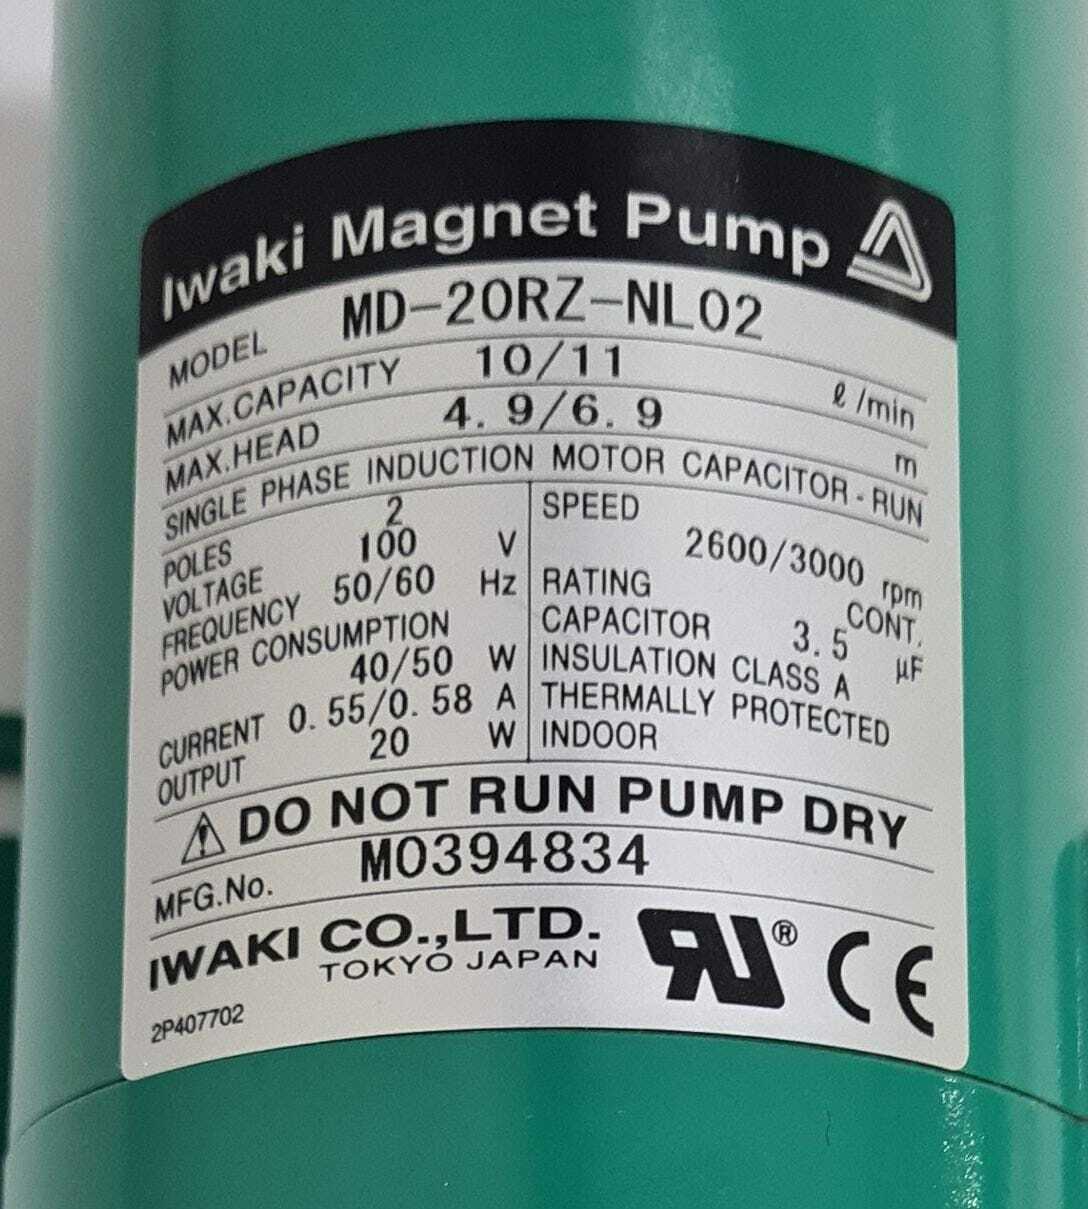 Iwaki Magnet Pump
MODEL MD-20RZ-NL02
MAX.CAPACITY 10/11 ℓ/min
MAX.HEAD 4.9/6.9 m
SINGLE PHASE INDUCTION MOTOR CAPACITOR-RUN
POLES 2
VOLTAGE 100 V
FREQUENCY 50/60 Hz
POWER CONSUMPTION
40/50 W
CURRENT 0.55/0.58 A
OUTPUT 20 W
SPEED
2600/3000 rpm
RATING CONT.
CAPACITOR 3.5 µF
INSULATION CLASS A
THERMALLY PROTECTED
INDOOR
DO NOT RUN PUMP DRY
MFG.No. M0394834
IWAKI CO.,LTD.
TOKYO JAPAN
RU® CE
2P407702